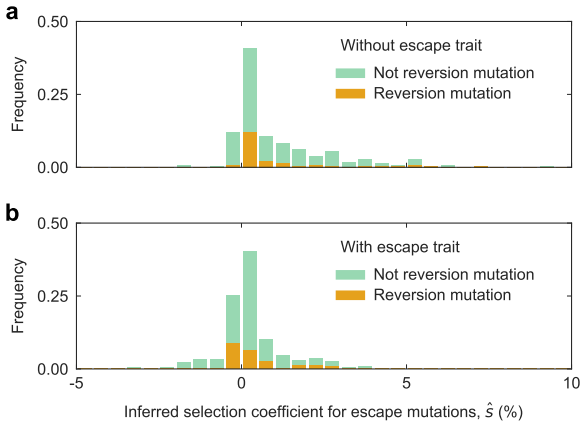 a
0.50
Without escape trait
Not reversion mutation
Reversion mutation
0.25
Frequency
0.00
b
0.50
With escape trait
Not reversion mutation
Reversion mutation
0.25
Frequency
0.00
-5 0 5 10
Inferred selection coefficient for escape mutations, ŝ (%)